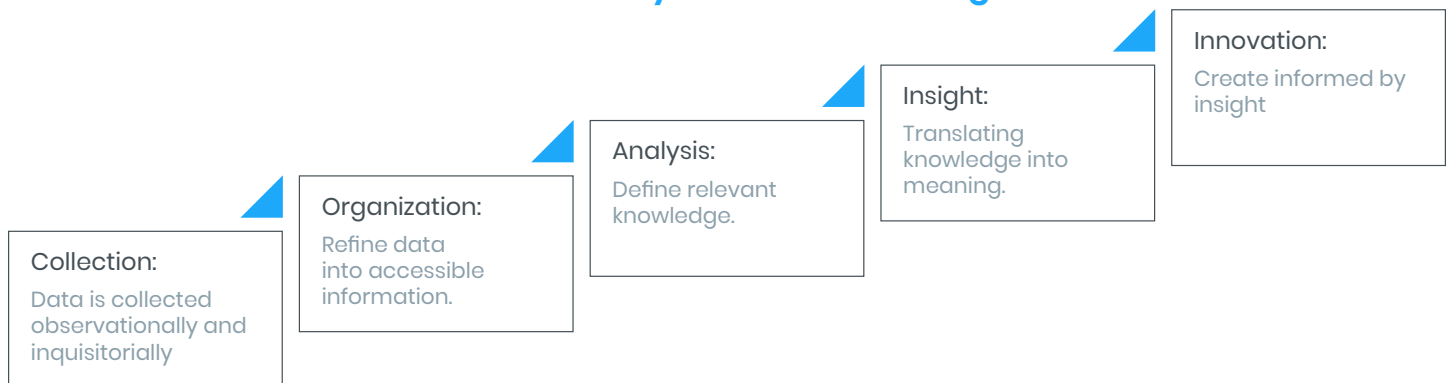 Collection:
Data is collected
observationally and
inquisitorially
Organization:
Refine data
into accessible
information.
Analysis:
Define relevant
knowledge.
Insight:
Translating
knowledge into
meaning.
Innovation:
Create informed by
insight